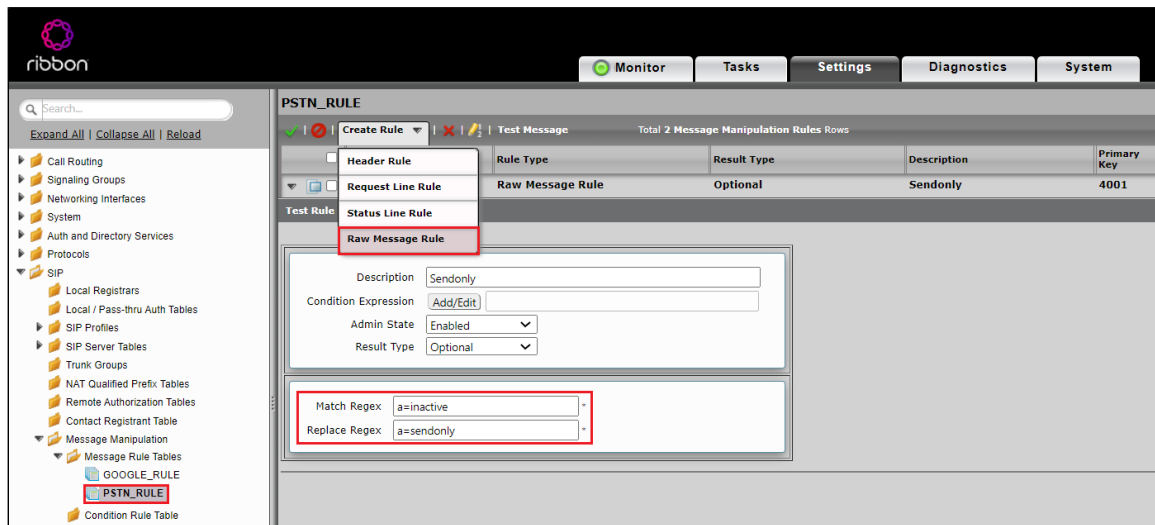 ribbon
Monitor
Tasks
Settings
Diagnostics
System
Search...
Expand All | Collapse All | Reload
Call Routing
Signaling Groups
Networking Interfaces
System
Auth and Directory Services
Protocols
SIP
Local Registrars
Local / Pass-thru Auth Tables
SIP Profiles
SIP Server Tables
Trunk Groups
NAT Qualified Prefix Tables
Remote Authorization Tables
Contact Registrant Table
Message Manipulation
Message Rule Tables
GOOGLE_RULE
PSTN_RULE
Condition Rule Table
PSTN_RULE
Create Rule
Test Message
Total 2 Message Manipulation Rules Rows
Header Rule
Request Line Rule
Status Line Rule
Raw Message Rule
Rule Type
Result Type
Description
Primary
Key
Raw Message Rule
Optional
Sendonly
4001
Test Rule
Description Sendonly
Condition Expression Add/Edit
Admin State Enabled
Result Type Optional
Match Regex a=inactive *
Replace Regex a=sendonly *